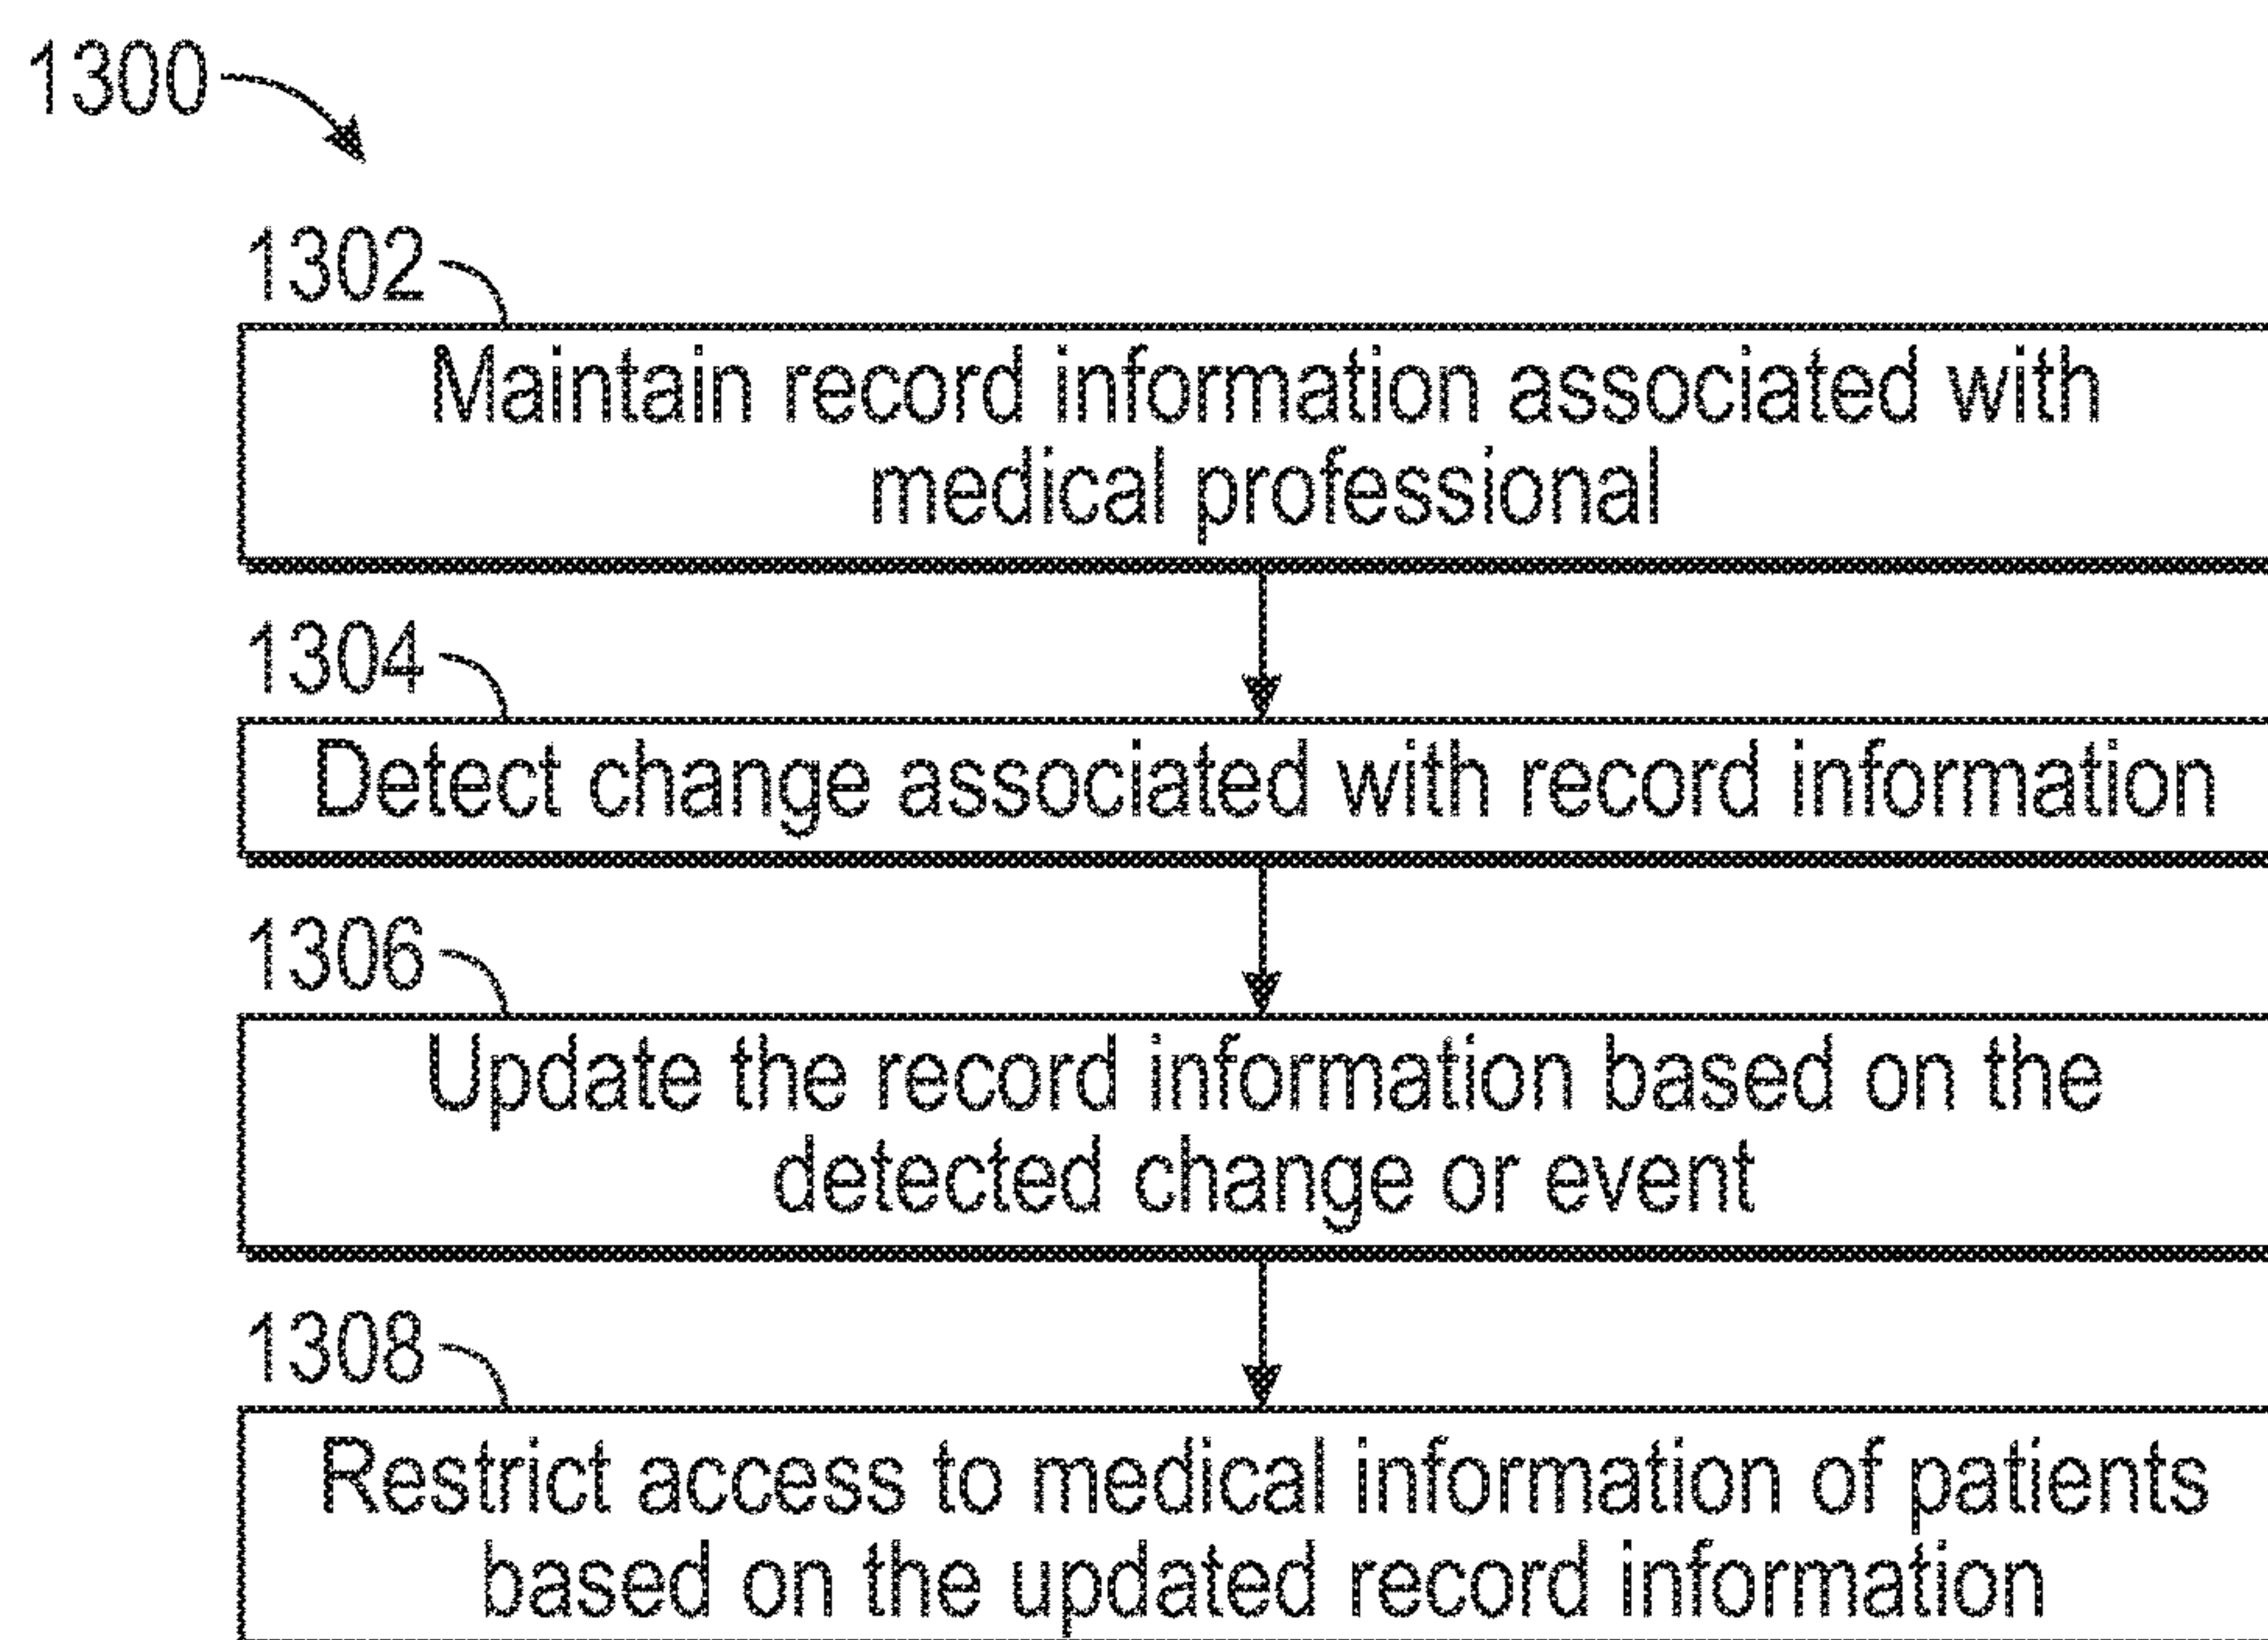 1300
1302
Maintain record information associated with
medical professional
1304
Detect change associated with record information
1306
Update the record information based on the
detected change or event
1308
Restrict access to medical information of patients
based on the updated record information